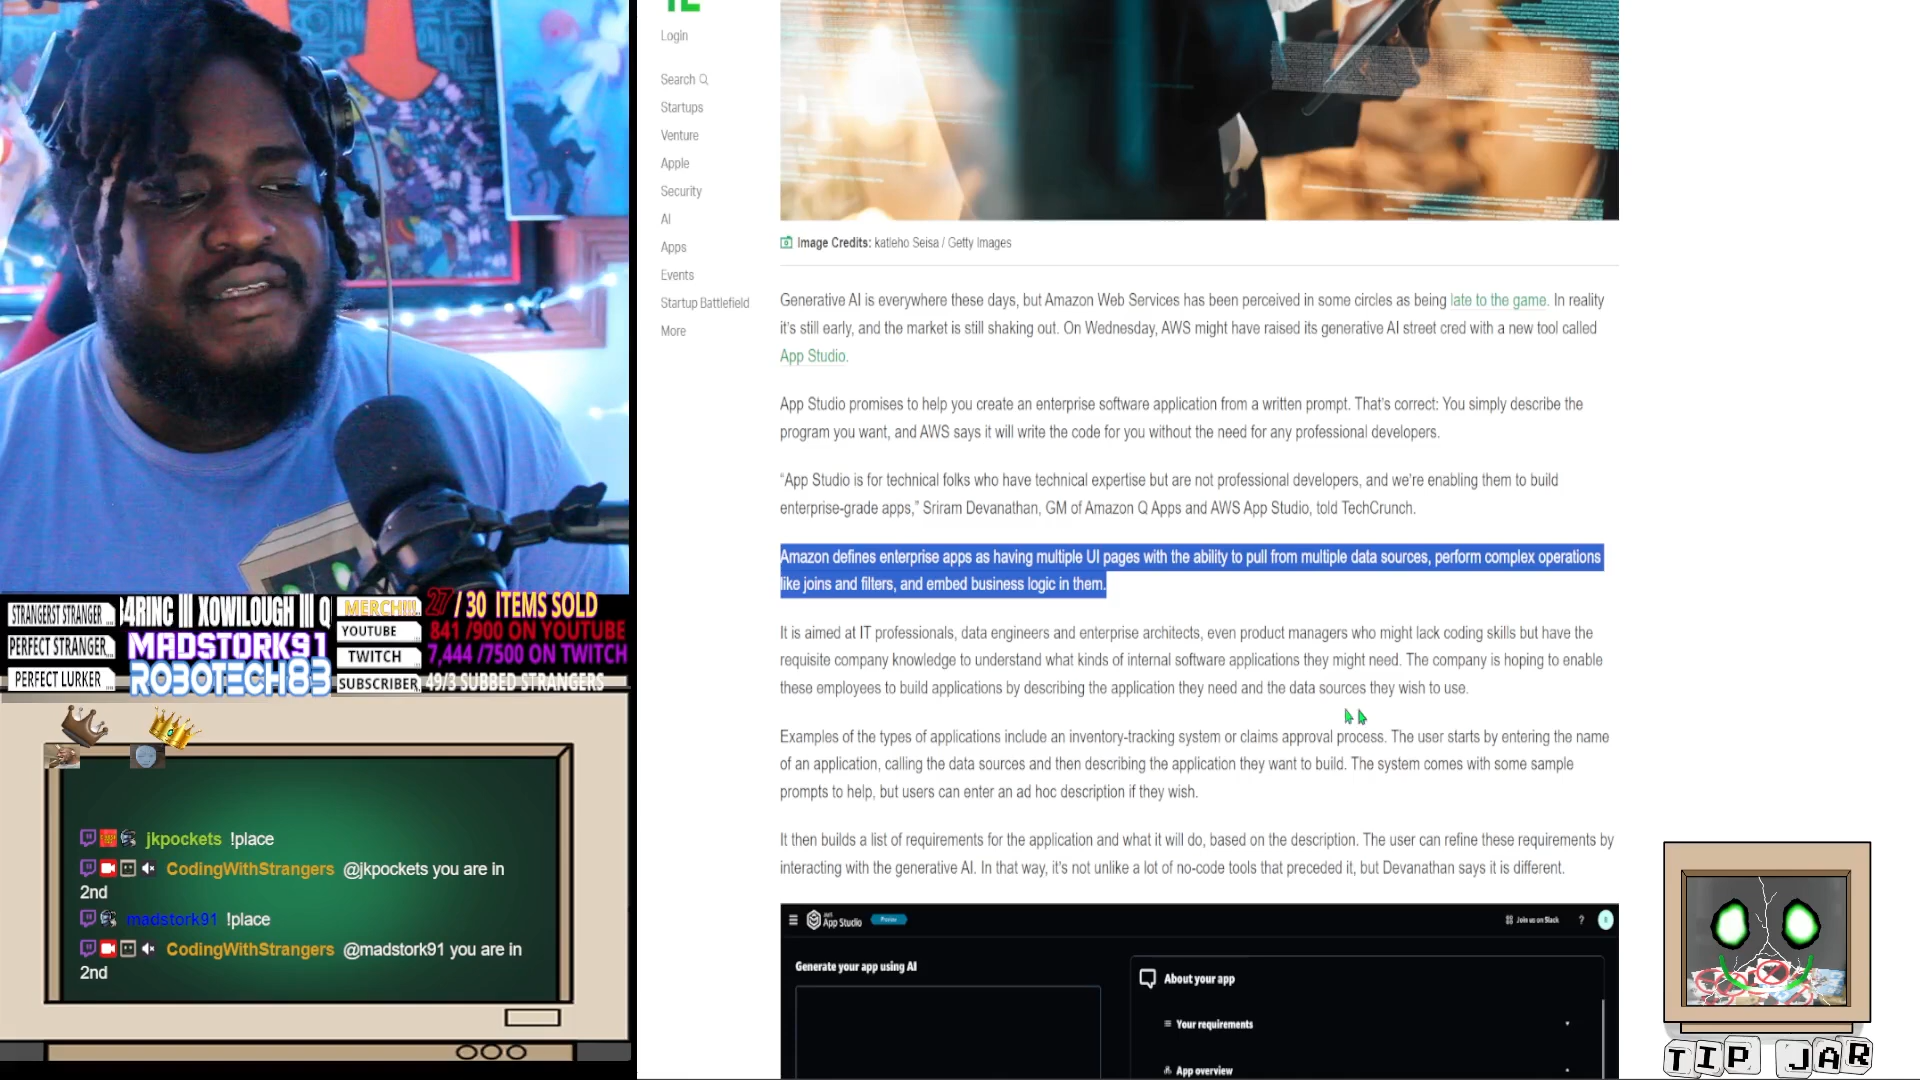 Login
Search
Startups
Venture
Apple
Security
AI
Apps
Events
Startup Battlefield
More
Image Credits: katleho Seisa / Getty Images
Generative AI is everywhere these days, but Amazon Web Services has been perceived in some circles as being late to the game. In reality
it's still early, and the market is still shaking out. On Wednesday, AWS might have raised its generative AI street cred with a new tool called
App Studio.
App Studio promises to help you create an enterprise software application from a written prompt. That's correct: You simply describe the
program you want, and AWS says it will write the code for you without the need for any professional developers.
“App Studio is for technical folks who have technical expertise but are not professional developers, and we're enabling them to build
enterprise-grade apps,” Sriram Devanathan, GM of Amazon Q Apps and AWS App Studio, told TechCrunch.
Amazon defines enterprise apps as having multiple UI pages with the ability to pull from multiple data sources, perform complex operations
like joins and filters, and embed business logic in them.
It is aimed at IT professionals, data engineers and enterprise architects, even product managers who might lack coding skills but have the
requisite company knowledge to understand what kinds of internal software applications they might need. The company is hoping to enable
these employees to build applications by describing the application they need and the data sources they wish to use.
Examples of the types of applications include an inventory-tracking system or claims approval process. The user starts by entering the name
of an application, calling the data sources and then describing the application they want to build. The system comes with some sample
prompts to help, but users can enter an ad hoc description if they wish.
It then builds a list of requirements for the application and what it will do, based on the description. The user can refine these requirements by
interacting with the generative AI. In that way, it's not unlike a lot of no-code tools that preceded it, but Devanathan says it is different.
aws
App Studio
Preview
Join us on Slack
?
Generate your app using AI
About your app
Your requirements
App overview
STRANGEST STRANGER
34RINC ||| XOWILOUGH ||| Q
PERFECT STRANGER
MADSTORK91
PERFECT LURKER
ROBOTECH83
MERCH!!!
27/ 30 ITEMS SOLD
YOUTUBE
841 /900 ON YOUTUBE
TWITCH
7,444 /7500 ON TWITCH
SUBSCRIBER
49/3 SUBBED STRANGERS
jkpockets !place
CodingWithStrangers @jkpockets you are in
2nd
madstork91 !place
CodingWithStrangers @madstork91 you are in
2nd
TIP JAR